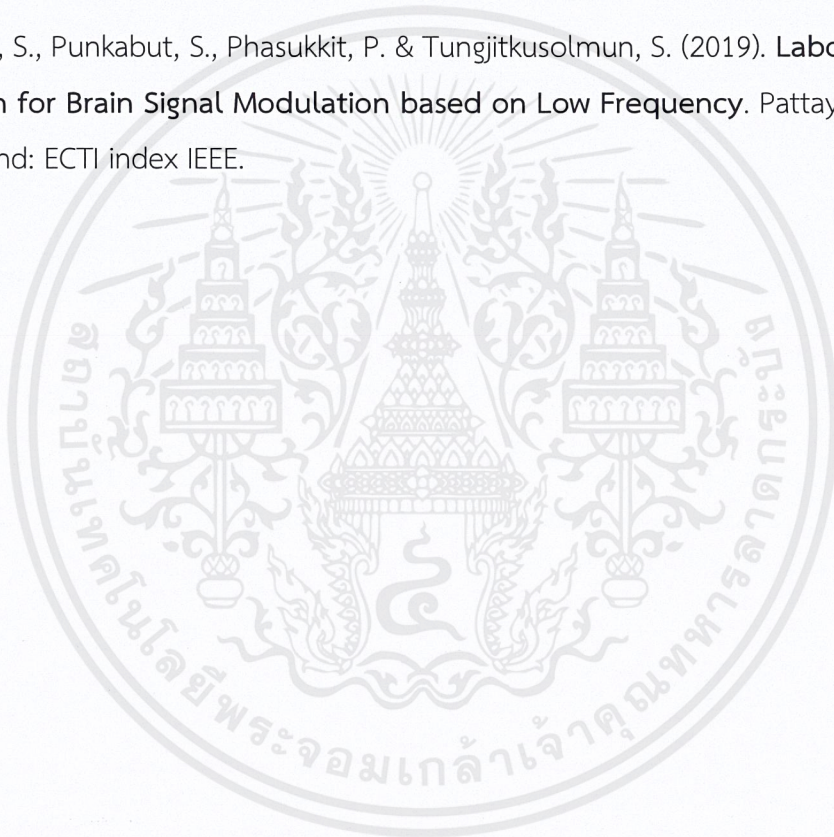 , S., Punkabut, S., Phasukkit, P. & Tungjitkusolmun, S. (2019).
for Brain Signal Modulation based on Low Frequency. Pattay
nd: ECTI index IEEE.
สถาบันเทคโนโลยีพระจอมเกล้าเจ้าคุณทหารลาดกระบัง